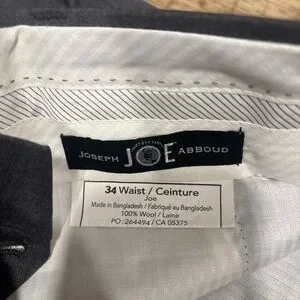 JOSEPH JOE ABBOUD
34 Waist / Ceinture
Joe
Made in Bangladesh / Fabriqué au Bangladesh
100% Wool / Laine
PO : 264494 / CA 05375